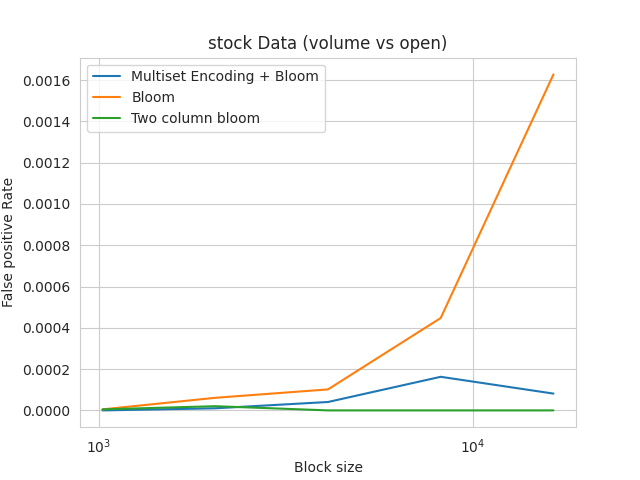 stock Data (volume vs open)
Multiset Encoding + Bloom
Bloom
Two column bloom
False positive Rate
0.0016
0.0014
0.0012
0.0010
0.0008
0.0006
0.0004
0.0002
0.0000
10³
10⁴
Block size